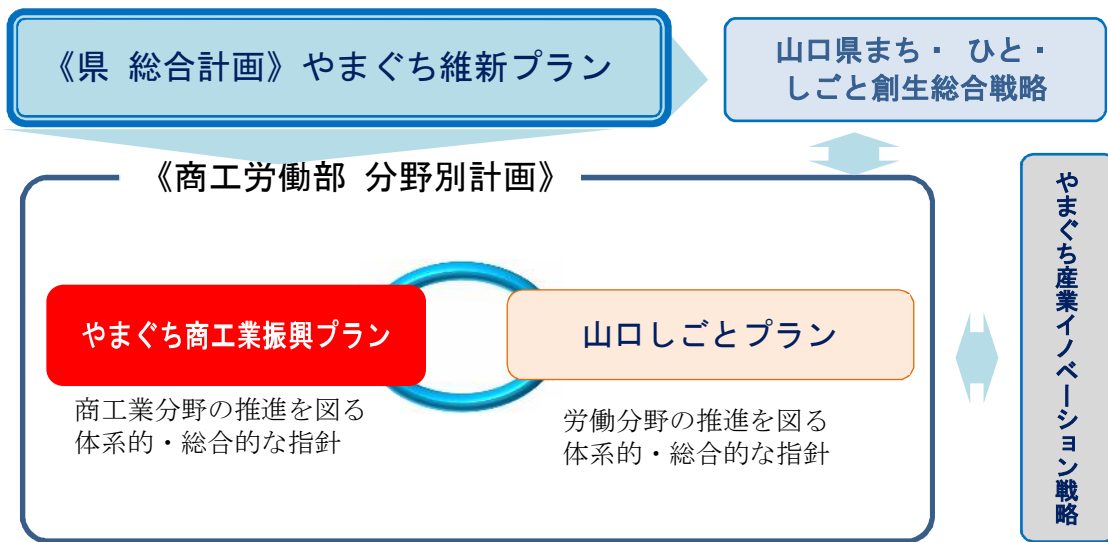 《県 総合計画》やまぐち維新プラン
山口県まち・ ひと・
しごと創生総合戦略
《商工労働部 分野別計画》
やまぐち商工業振興プラン
商工業分野の推進を図る
体系的・総合的な指針
山口しごとプラン
労働分野の推進を図る
体系的・総合的な指針
やまぐち産業イノベーション戦略